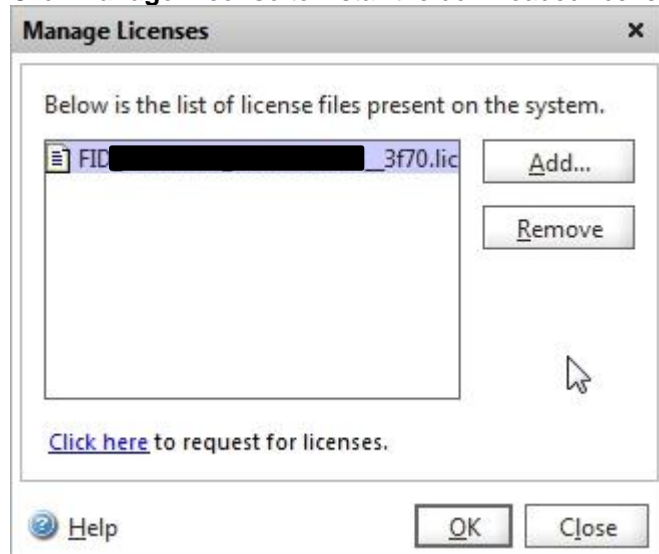 Manage Licenses
Below is the list of license files present on the system.
FID __3f70.lic
Add...
Remove
Click here to request for licenses.
Help
OK
Close